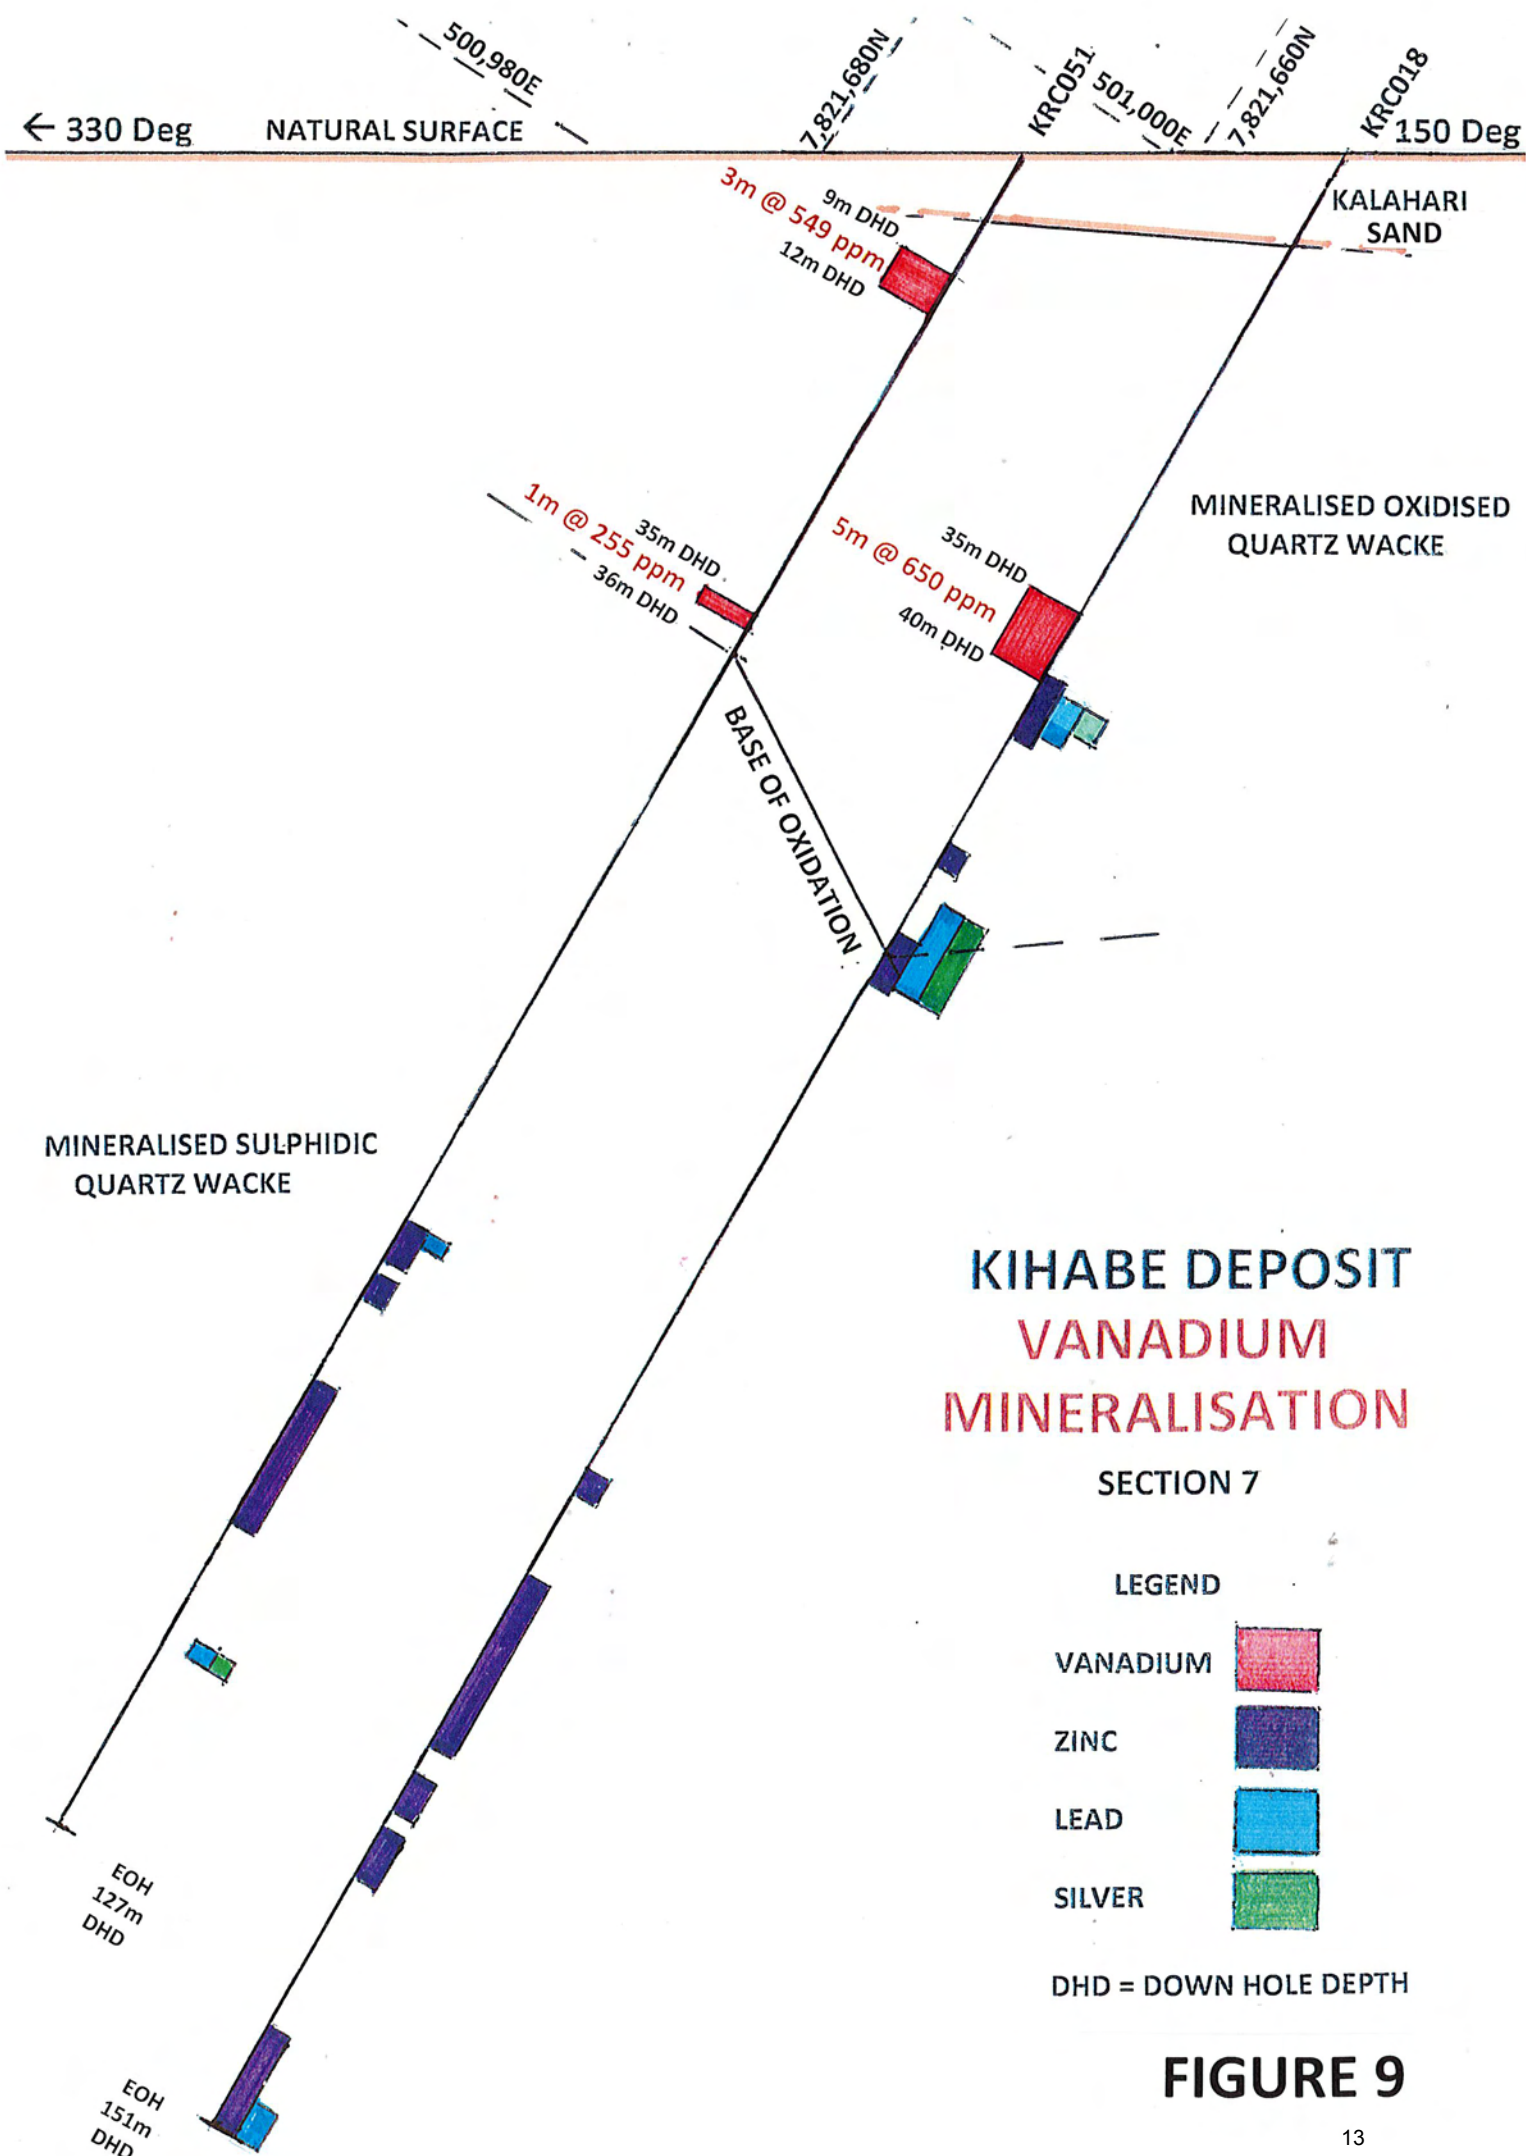 500,980E
7,821,680N
KRC051
501,000E
7,821,660N
KRC018
← 330 Deg
NATURAL SURFACE
150 Deg
KALAHARI
SAND
9m DHD
3m @ 549 ppm
12m DHD
MINERALISED OXIDISED
QUARTZ WACKE
35m DHD
1m @ 255 ppm
36m DHD
35m DHD
5m @ 650 ppm
40m DHD
BASE OF OXIDATION
MINERALISED SULPHIDIC
QUARTZ WACKE
KIHABE DEPOSIT
VANADIUM
MINERALISATION
SECTION 7
LEGEND
VANADIUM
ZINC
LEAD
SILVER
DHD = DOWN HOLE DEPTH
EOH
127m
DHD
EOH
151m
DHD
FIGURE 9
13